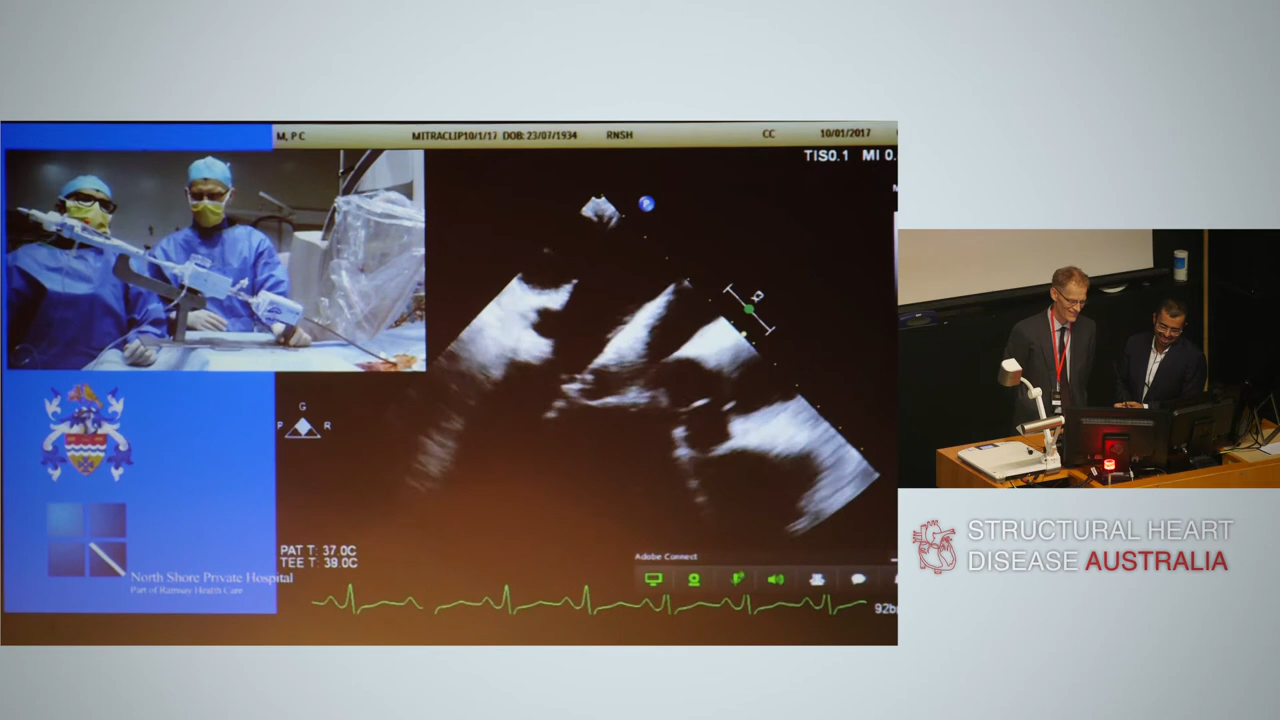 M, P C MITRACLIP10/1/17 DOB:23/07/1934 RNSH CC 10/01/2017
TIS0.1 MI 0.
G
P R
PAT T: 37.0C
TEE T: 39.0C
Adobe Connect
92b
North Shore Private Hospital
Part of Ramsay Health Care
STRUCTURAL HEART
DISEASE AUSTRALIA